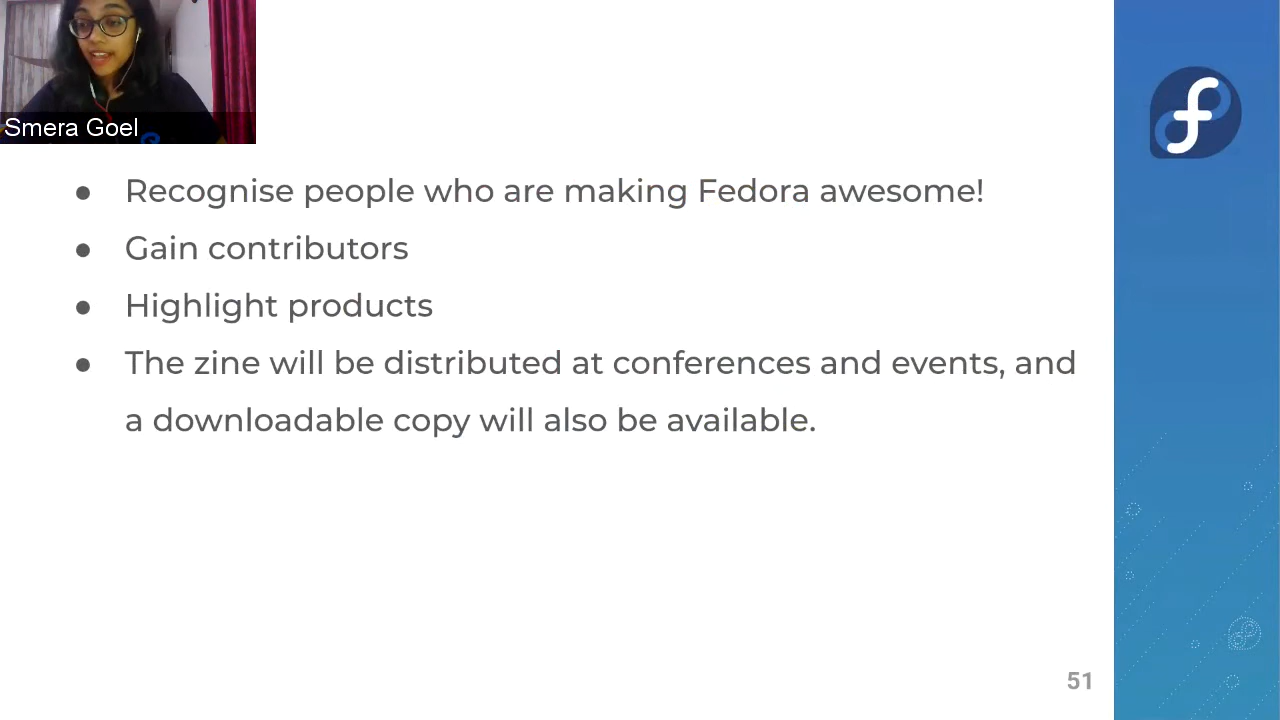 Smera Goel
● Recognise people who are making Fedora awesome!
● Gain contributors
● Highlight products
● The zine will be distributed at conferences and events, and
a downloadable copy will also be available.
51